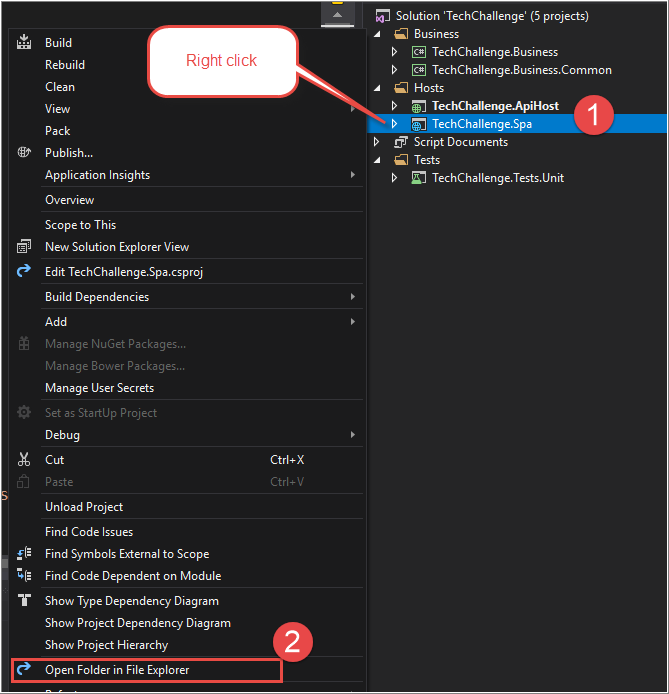 Build
Rebuild
Clean
View
Pack
Publish...
Application Insights
Overview
Scope to This
New Solution Explorer View
Edit TechChallenge.Spa.csproj
Build Dependencies
Add
Manage NuGet Packages...
Manage Bower Packages...
Manage User Secrets
Set as StartUp Project
Debug
Cut Ctrl+X
Paste Ctrl+V
Unload Project
Find Code Issues
Find Symbols External to Scope
Find Code Dependent on Module
Show Type Dependency Diagram
Show Project Dependency Diagram
Show Project Hierarchy
2
Open Folder in File Explorer
Right click
Solution 'TechChallenge' (5 projects)
Business
C# TechChallenge.Business
C# TechChallenge.Business.Common
Hosts
TechChallenge.ApiHost
1
TechChallenge.Spa
Script Documents
Tests
TechChallenge.Tests.Unit